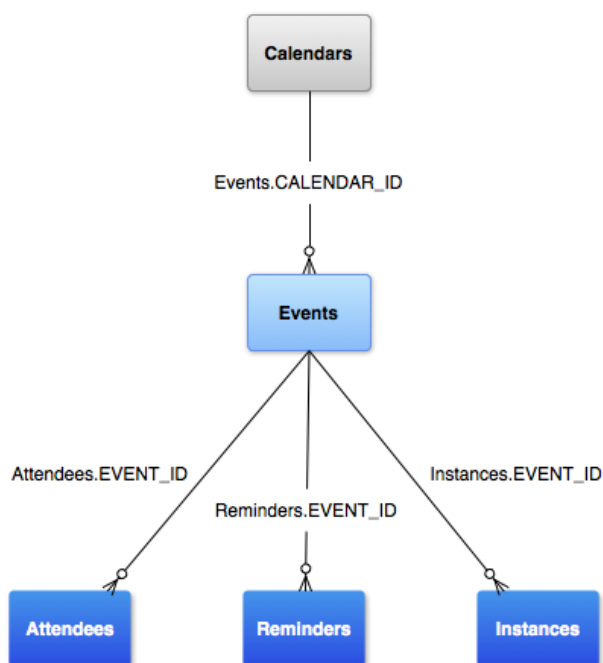 Calendars
Events.CALENDAR_ID
Events
Attendees.EVENT_ID
Instances.EVENT_ID
Reminders.EVENT_ID
Attendees
Reminders
Instances